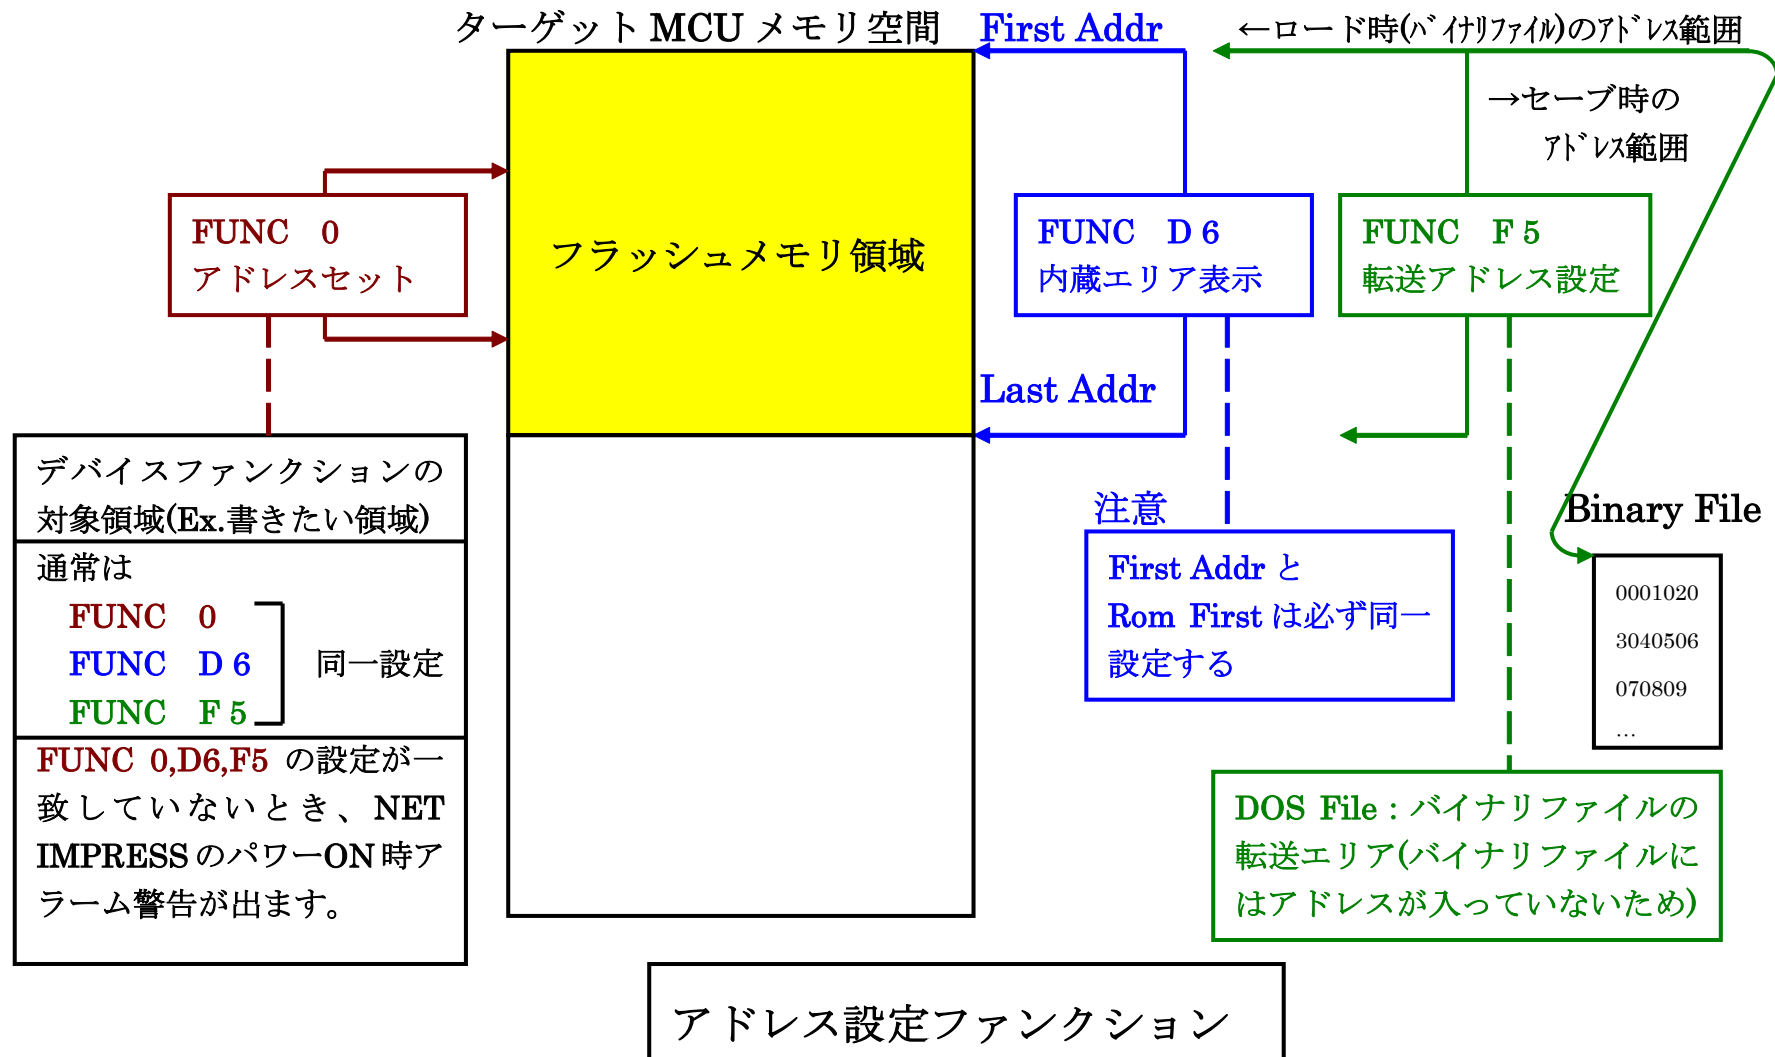 ターゲット MCU メモリ空間
First Addr
←ロード時(ﾊﾞｲﾅﾘﾌｧｲﾙ)のｱﾄﾞﾚｽ範囲
→セーブ時の
ｱﾄﾞﾚｽ範囲
FUNC　0
アドレスセット
フラッシュメモリ領域
FUNC　D 6
内蔵エリア表示
FUNC　F 5
転送アドレス設定
Last Addr
デバイスファンクションの
対象領域(Ex.書きたい領域)
通常は
FUNC　0
FUNC　D 6
FUNC　F 5
同一設定
FUNC 0,D6,F5 の設定が一
致していないとき、NET
IMPRESS のパワーON 時ア
ラーム警告が出ます。
注意
First Addr と
Rom First は必ず同一
設定する
Binary File
0001020
3040506
070809
…
DOS File : バイナリファイルの
転送エリア(バイナリファイルに
はアドレスが入っていないため)
アドレス設定ファンクション